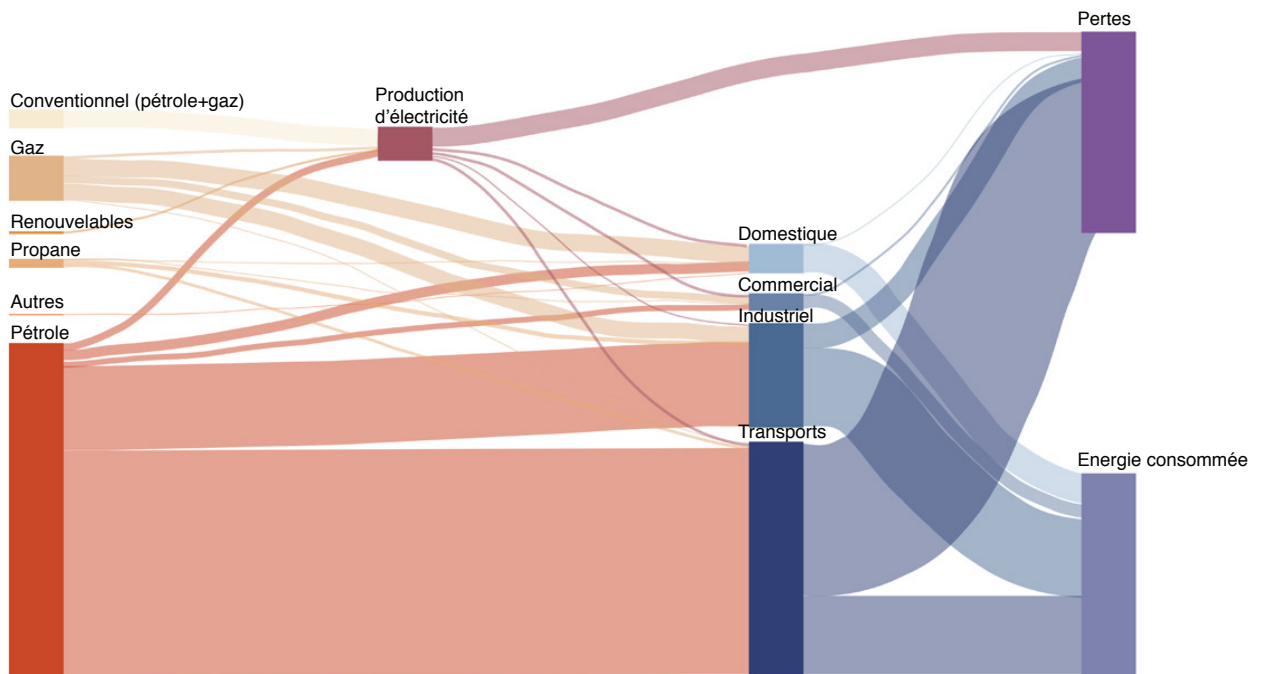 Pertes
Conventionnel (pétrole+gaz)
Production
d'électricité
Gaz
Renouvelables
Propane
Autres
Pétrole
Domestique
Commercial
Industriel
Transports
Energie consommée